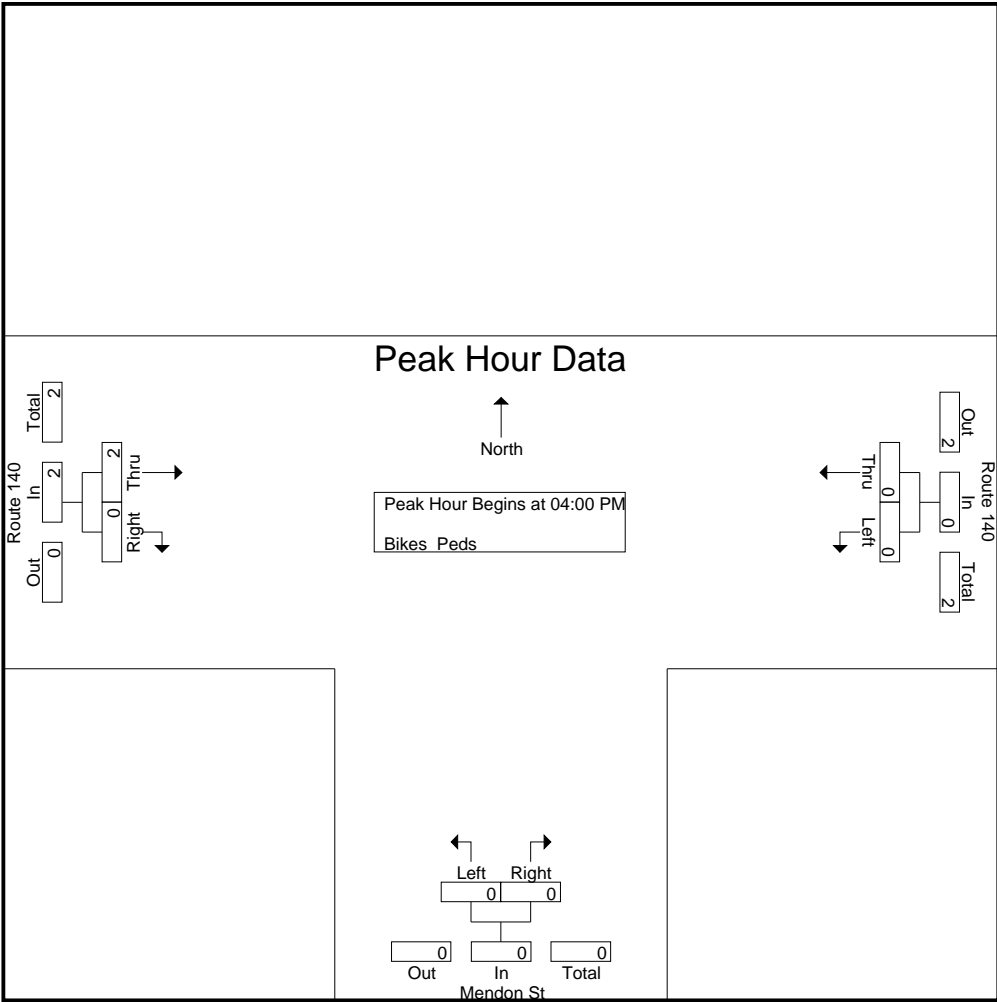 Peak Hour Data
North
Peak Hour Begins at 04:00 PM
Bikes Peds
Route 140
Out
In
Total
0
2
2
Right
Thru
0
2
Route 140
Out
In
Total
2
0
2
Thru
Left
0
0
Left Right
0 0
0 0 0
Out In Total
Mendon St